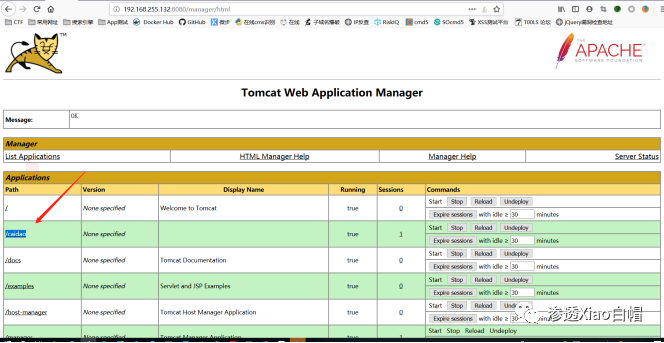 192.168.255.132:8080/manager/html
CTF 常用网址 搜索引擎 App测试 Docker Hub GitHub 微步 在线cms识别 在线 子域名爆破 IP反查 RiskIQ cmd5 SOcmd5 XSS测试平台 T00LS 论坛 jQuery漏洞检查地址
TM
THE
APACHE
SOFTWARE FOUNDATION
Tomcat Web Application Manager
Message: OK
Manager
List Applications HTML Manager Help Manager Help Server Status
Applications
Path Version Display Name Running Sessions Commands
/ None specified Welcome to Tomcat true 0 Start Stop Reload Undeploy
Expire sessions with idle ≥ 30 minutes
/caidao None specified true 1 Start Stop Reload Undeploy
Expire sessions with idle ≥ 30 minutes
/docs None specified Tomcat Documentation true 0 Start Stop Reload Undeploy
Expire sessions with idle ≥ 30 minutes
/examples None specified Servlet and JSP Examples true 0 Start Stop Reload Undeploy
Expire sessions with idle ≥ 30 minutes
/host-manager None specified Tomcat Host Manager Application true 0 Start Stop Reload Undeploy
Expire sessions with idle ≥ 30 minutes
渗透Xiao白帽
/manager None specified Tomcat Manager Application true 1 Start Stop Reload Undeploy